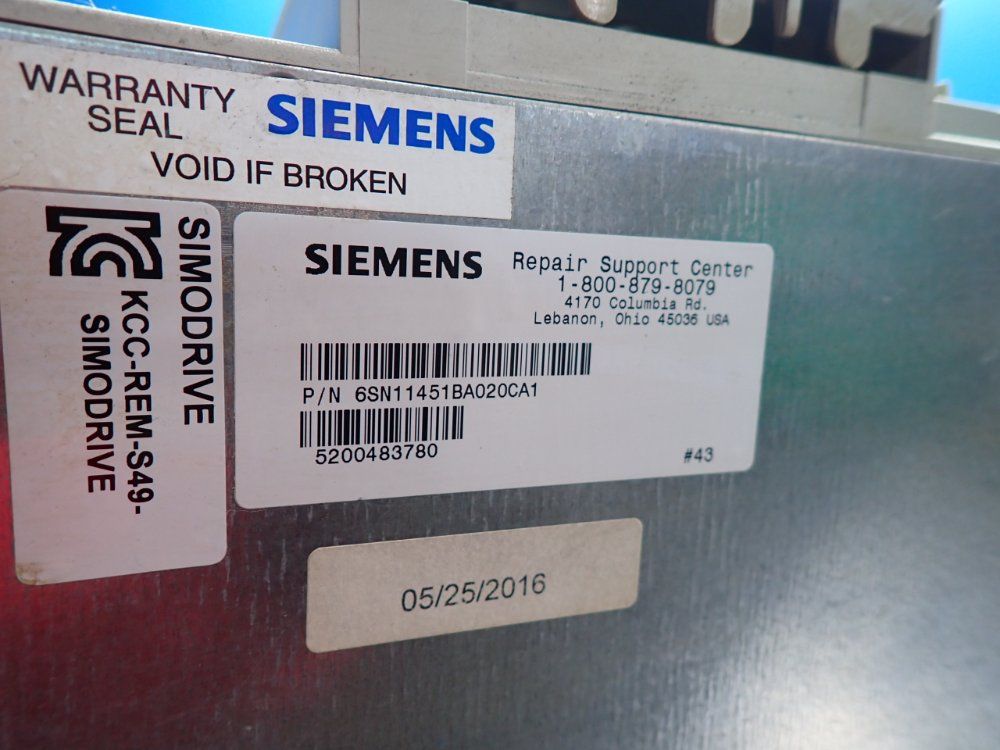 WARRANTY
SEAL
SIEMENS
VOID IF BROKEN
SIMODRIVE
KCC-REM-S49-
SIMODRIVE
SIEMENS
Repair Support Center
1-800-879-8079
4170 Columbia Rd.
Lebanon, Ohio 45036 USA
P/N 6SN11451BA020CA1
5200483780
#43
05/25/2016